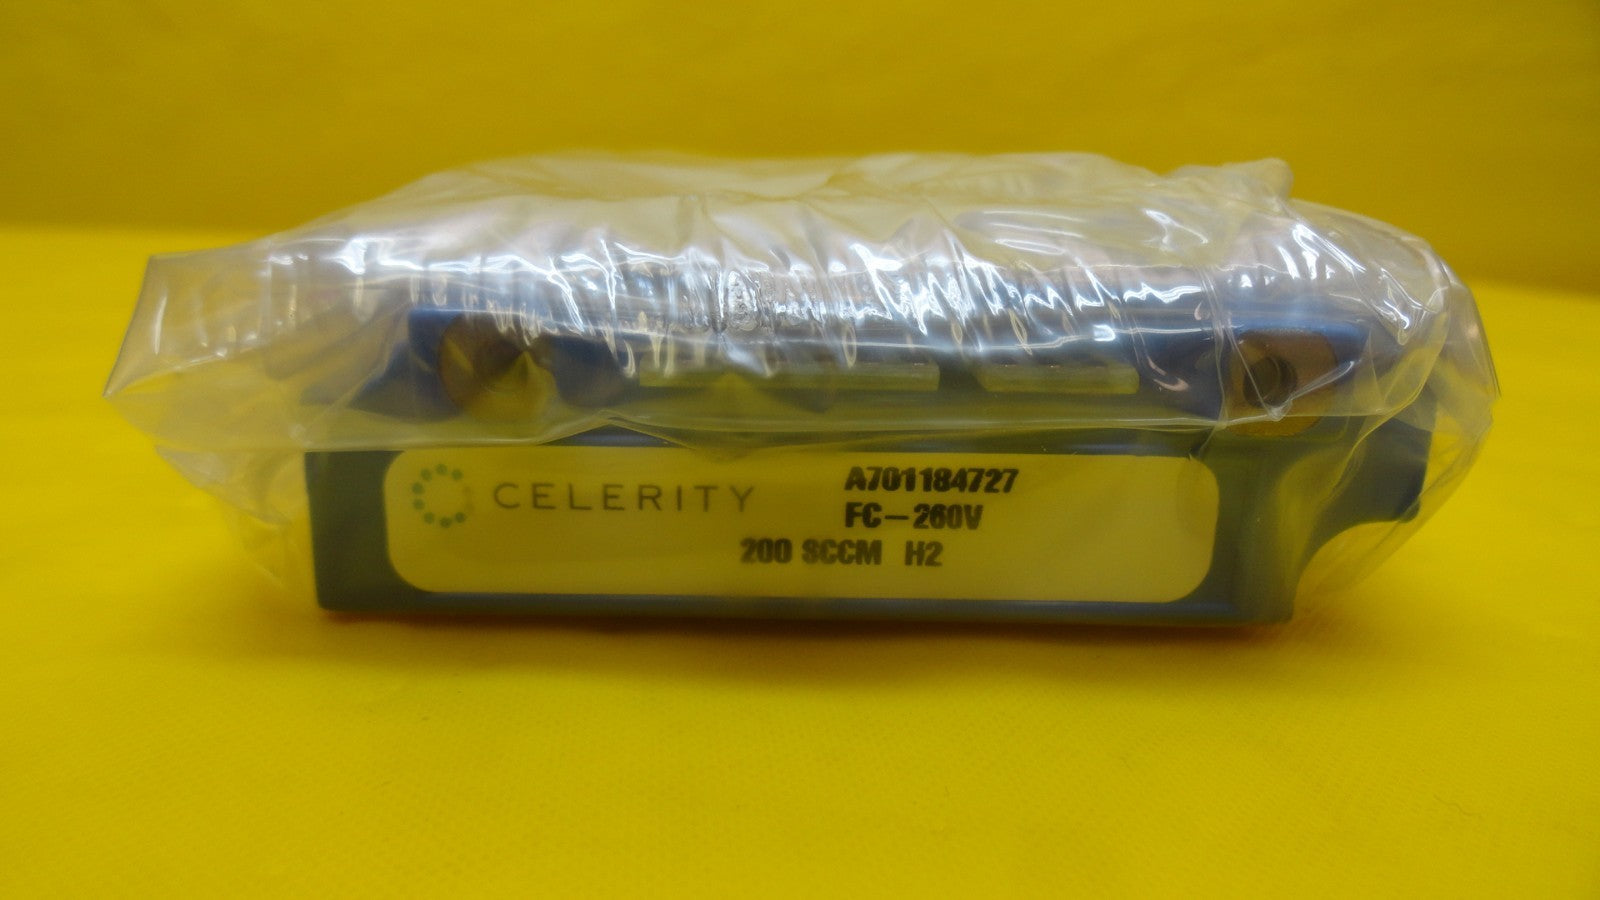 CELERITY
A701184727
FC-260V
200 SCCM H2